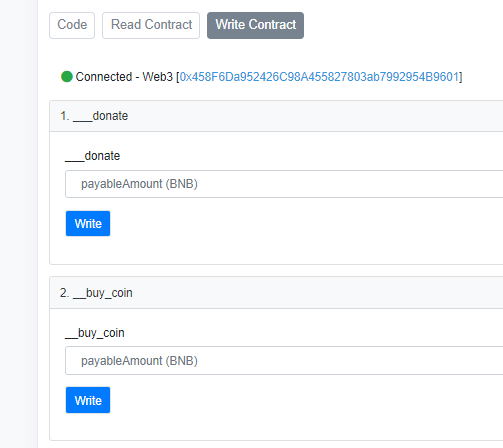 Code Read Contract Write Contract
Connected - Web3 [0x458F6Da952426C98A455827803ab7992954B9601]
1. ___donate
___donate
payableAmount (BNB)
Write
2. __buy_coin
__buy_coin
payableAmount (BNB)
Write